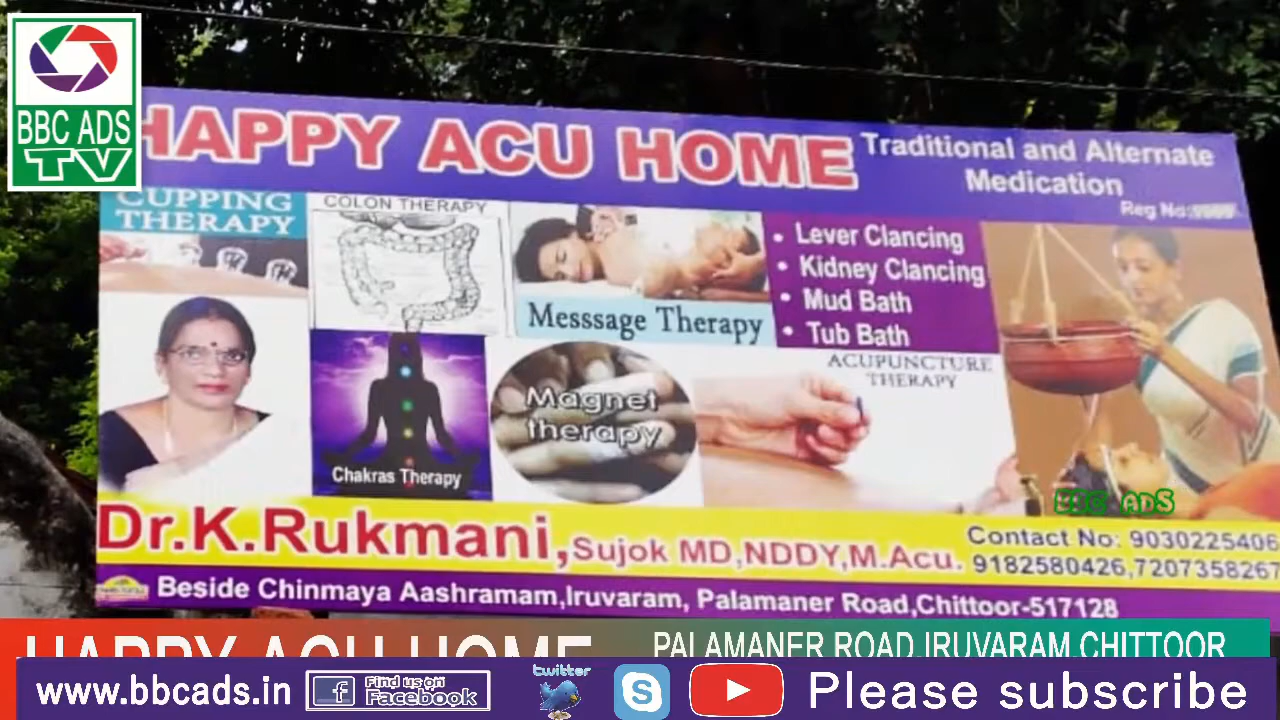 BBC ADS
TV
HAPPY ACU HOME
Traditional and Alternate
Medication
Reg No:
CUPPING
THERAPY
COLON THERAPY
Messsage Therapy
• Lever Clancing
• Kidney Clancing
• Mud Bath
• Tub Bath
Chakras Therapy
Magnet
therapy
ACUPUNCTURE
THERAPY
BBC ADS
Dr.K.Rukmani,Sujok MD,NDDY,M.Acu.
Contact No: 9030225406
9182580426,7207358267
Beside Chinmaya Aashramam,Iruvaram, Palamaner Road,Chittoor-517128
HAPPY ACU HOME
PALAMANER ROAD,IRUVARAM,CHITTOOR
www.bbcads.in
f
Find us on
Facebook
twitter
S
Please subscribe